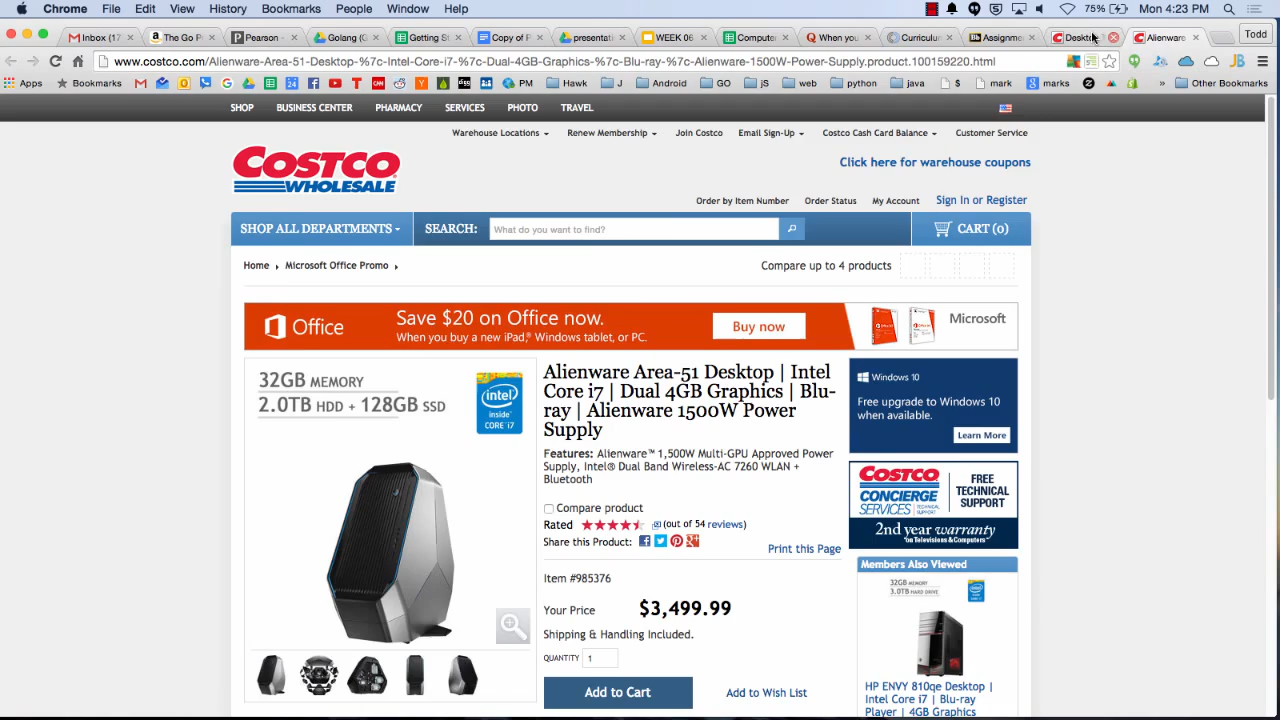 Chrome File Edit View History Bookmarks People Window Help 75% Mon 4:23 PM
Inbox (17 The Go P Pearson - Golang (G Getting St Copy of P presentati WEEK 06 Computer When you Curriculum Assignme Deskto Alienware Todd
www.costco.com/Alienware-Area-51-Desktop-%7c-Intel-Core-i7-%7c-Dual-4GB-Graphics-%7c-Blu-ray-%7c-Alienware-1500W-Power-Supply.product.100159220.html
Apps Bookmarks PM Hawk J Android GO jS web python java $ mark marks Other Bookmarks
SHOP BUSINESS CENTER PHARMACY SERVICES PHOTO TRAVEL
Warehouse Locations Renew Membership Join Costco Email Sign-Up Costco Cash Card Balance Customer Service
COSTCO WHOLESALE
Click here for warehouse coupons
Order by Item Number Order Status My Account Sign In or Register
SHOP ALL DEPARTMENTS SEARCH: What do you want to find? CART (0)
Home Microsoft Office Promo Compare up to 4 products
Office Save $20 on Office now. Buy now Microsoft
When you buy a new iPad, Windows tablet, or PC.
32GB MEMORY
2.0TB HDD + 128GB SSD
intel inside CORE i7
Alienware Area-51 Desktop | Intel
Core i7 | Dual 4GB Graphics | Blu-
ray | Alienware 1500W Power
Supply
Features: Alienware™ 1,500W Multi-GPU Approved Power
Supply, Intel® Dual Band Wireless-AC 7260 WLAN +
Bluetooth
Compare product
Rated (out of 54 reviews)
Share this Product:
Print this Page
Item #985376
Your Price $3,499.99
Shipping & Handling Included.
QUANTITY 1
Add to Cart Add to Wish List
Windows 10
Free upgrade to Windows 10
when available.
Learn More
COSTCO
CONCIERGE
SERVICES
FREE
TECHNICAL
SUPPORT
2nd year warranty
*on Televisions & Computers
Members Also Viewed
32GB MEMORY
3.0TB HARD DRIVE
HP ENVY 810qe Desktop |
Intel Core i7 | Blu-ray
Player | 4GB Graphics